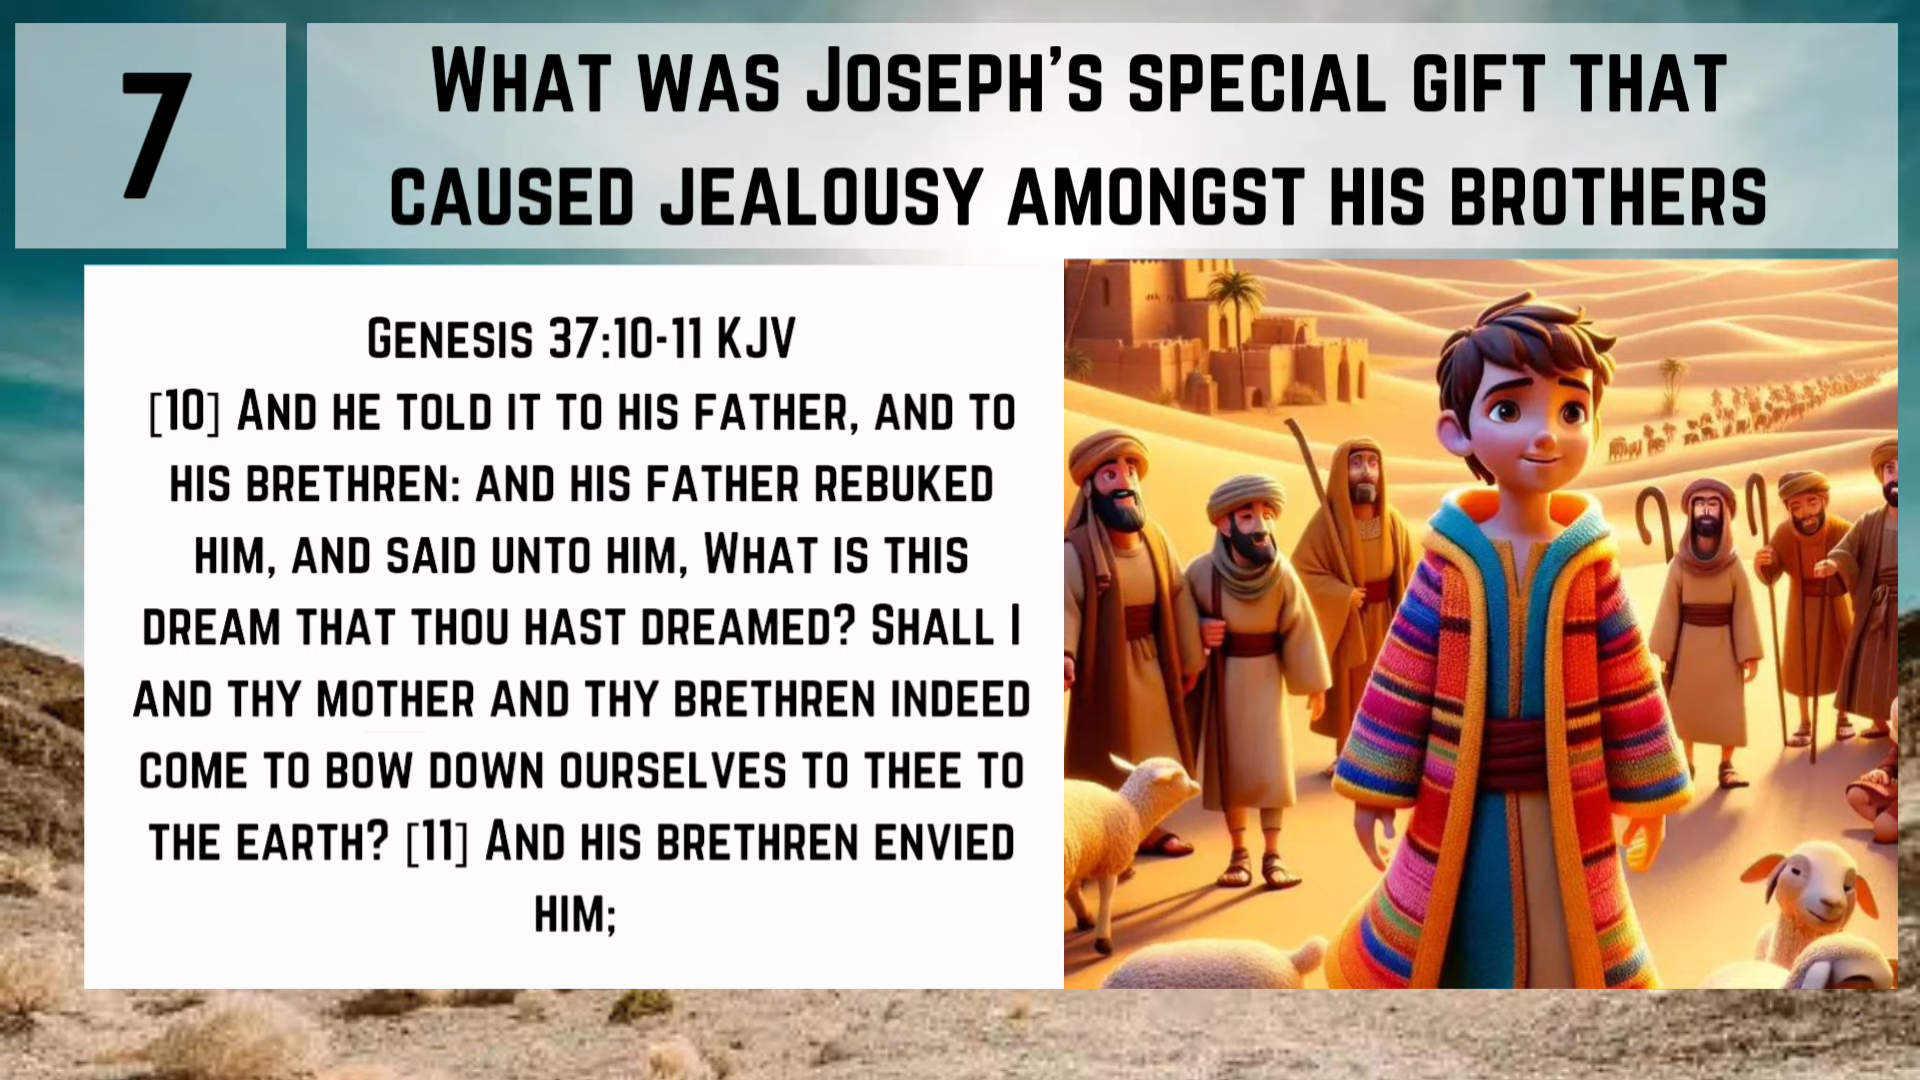 7
What was Joseph's special gift that
caused jealousy amongst his brothers
Genesis 37:10-11 KJV
[10] And he told it to his father, and to
his brethren: and his father rebuked
him, and said unto him, What is this
dream that thou hast dreamed? Shall I
and thy mother and thy brethren indeed
come to bow down ourselves to thee to
the earth? [11] And his brethren envied
him;